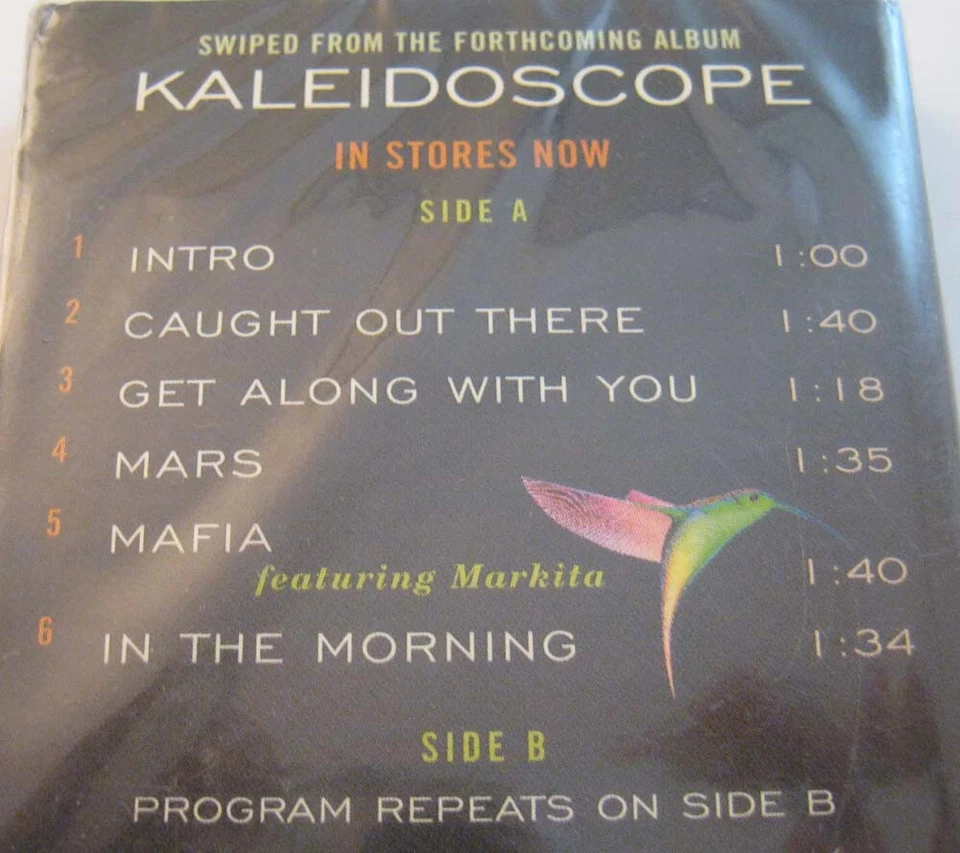 SWIPED FROM THE FORTHCOMING ALBUM
KALEIDOSCOPE
IN STORES NOW
SIDE A
1 INTRO 1:00
2 CAUGHT OUT THERE 1:40
3 GET ALONG WITH YOU 1:18
4 MARS 1:35
5 MAFIA
featuring Markita 1:40
6 IN THE MORNING 1:34
SIDE B
PROGRAM REPEATS ON SIDE B